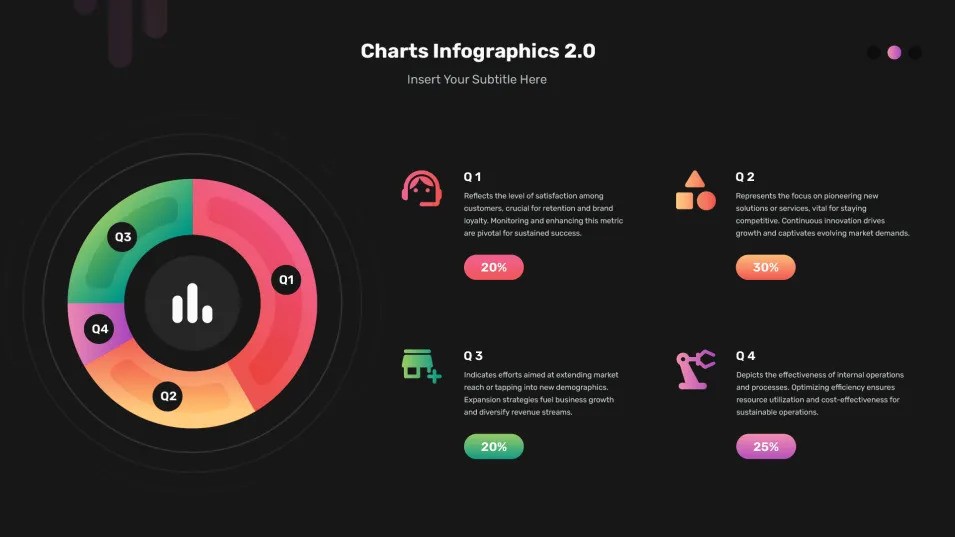 Charts Infographics 2.0
Insert Your Subtitle Here
Q3
Q1
Q4
Q2
Q 1
Reflects the level of satisfaction among
customers, crucial for retention and brand
loyalty. Monitoring and enhancing this metric
are pivotal for sustained success.
20%
Q 2
Represents the focus on pioneering new
solutions or services, vital for staying
competitive. Continuous innovation drives
growth and captivates evolving market demands.
30%
Q 3
Indicates efforts aimed at extending market
reach or tapping into new demographics.
Expansion strategies fuel business growth
and diversify revenue streams.
20%
Q 4
Depicts the effectiveness of internal operations
and processes. Optimizing efficiency ensures
resource utilization and cost-effectiveness for
sustainable operations.
25%